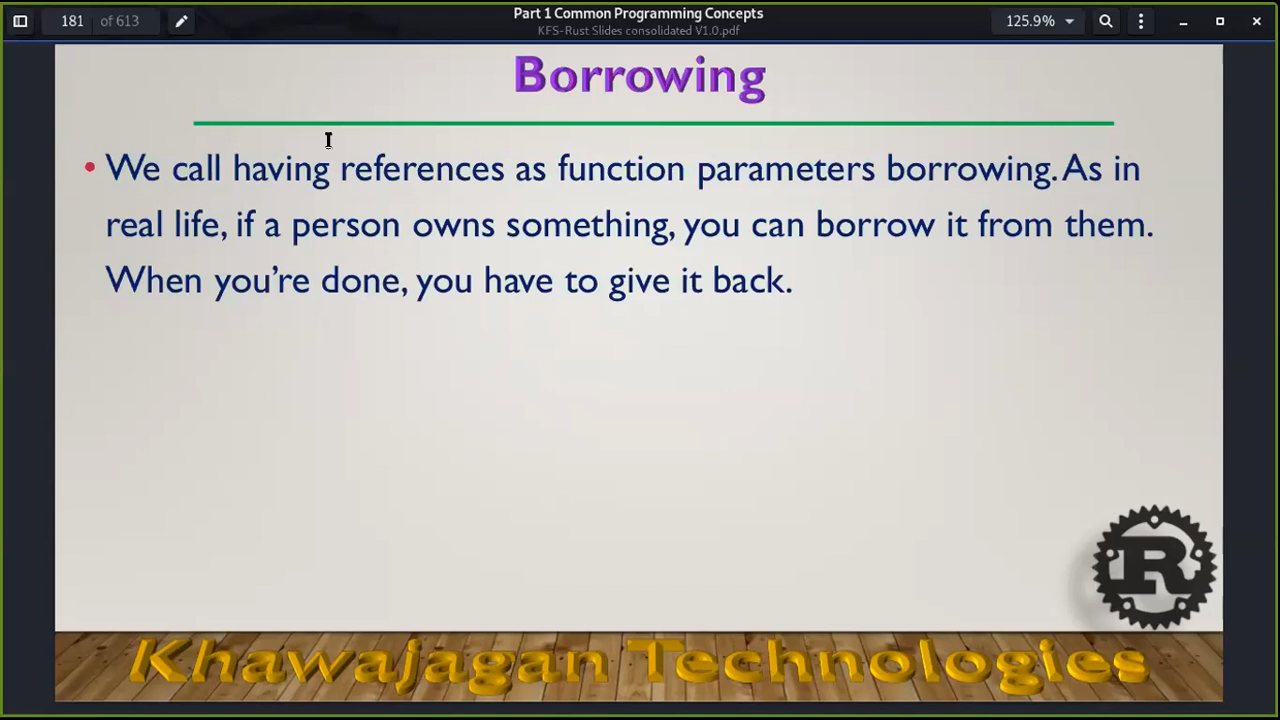 Part 1 Common Programming Concepts
181 of 613
125.9%
KFS-Rust Slides consolidated V1.0.pdf
Borrowing
• We call having references as function parameters borrowing. As in
real life, if a person owns something, you can borrow it from them.
When you’re done, you have to give it back.
R
Khawajagan Technologies